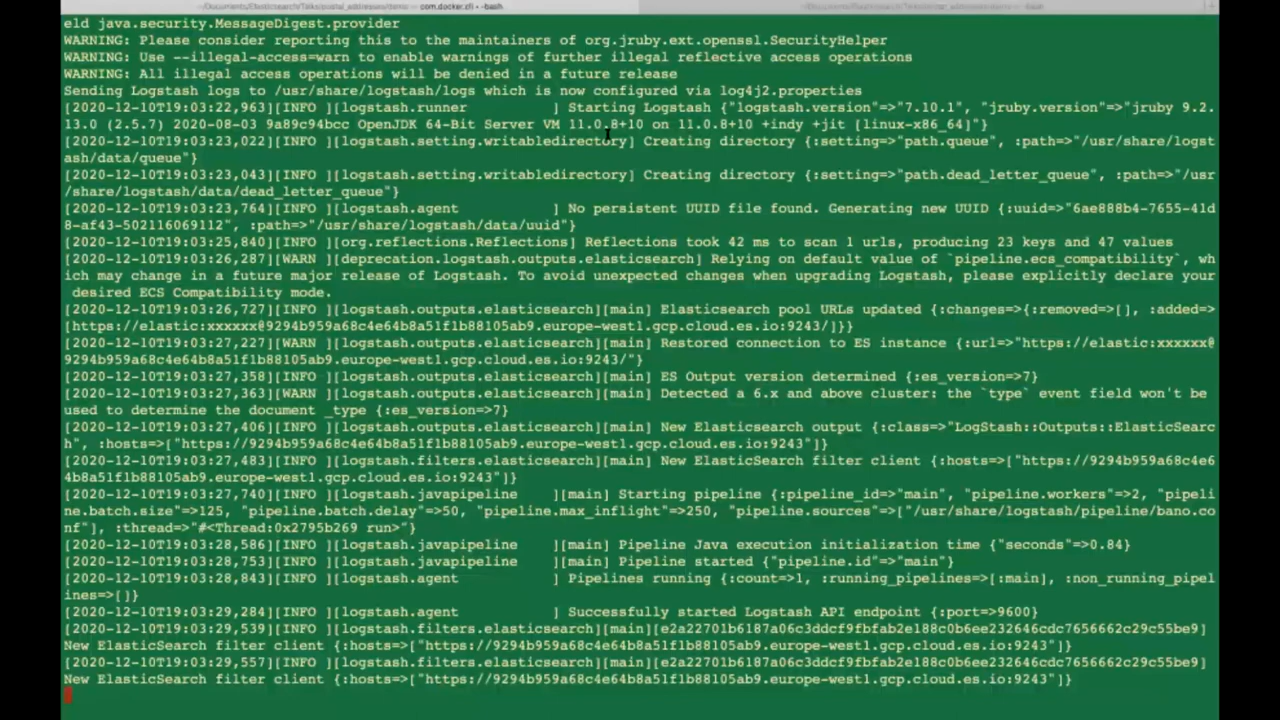 ~/Documents/Elasticsearch/Talks/postal_addresses/bano — com.docker.cli • -bash
eld java.security.MessageDigest.provider
WARNING: Please consider reporting this to the maintainers of org.jruby.ext.openssl.SecurityHelper
WARNING: Use --illegal-access=warn to enable warnings of further illegal reflective access operations
WARNING: All illegal access operations will be denied in a future release
Sending Logstash logs to /usr/share/logstash/logs which is now configured via log4j2.properties
[2020-12-10T19:03:22,963][INFO ][logstash.runner          ] Starting Logstash {"logstash.version"=>"7.10.1", "jruby.version"=>"jruby 9.2.
13.0 (2.5.7) 2020-08-03 9a89c94bcc OpenJDK 64-Bit Server VM 11.0.8+10 on 11.0.8+10 +indy +jit [linux-x86_64]"}
[2020-12-10T19:03:23,022][INFO ][logstash.setting.writabledirectory] Creating directory {:setting=>"path.queue", :path=>"/usr/share/logst
ash/data/queue"}
[2020-12-10T19:03:23,043][INFO ][logstash.setting.writabledirectory] Creating directory {:setting=>"path.dead_letter_queue", :path=>"/usr
/share/logstash/data/dead_letter_queue"}
[2020-12-10T19:03:23,764][INFO ][logstash.agent           ] No persistent UUID file found. Generating new UUID {:uuid=>"6ae888b4-7655-41d
8-af43-502116069112", :path=>"/usr/share/logstash/data/uuid"}
[2020-12-10T19:03:25,840][INFO ][org.reflections.Reflections] Reflections took 42 ms to scan 1 urls, producing 23 keys and 47 values
[2020-12-10T19:03:26,287][WARN ][deprecation.logstash.outputs.elasticsearch] Relying on default value of `pipeline.ecs_compatibility`, wh
ich may change in a future major release of Logstash. To avoid unexpected changes when upgrading Logstash, please explicitly declare your
 desired ECS Compatibility mode.
[2020-12-10T19:03:26,727][INFO ][logstash.outputs.elasticsearch][main] Elasticsearch pool URLs updated {:changes=>{:removed=>[], :added=>
[https://elastic:xxxxxx@9294b959a68c4e64b8a51f1b88105ab9.europe-west1.gcp.cloud.es.io:9243/]}}
[2020-12-10T19:03:27,227][WARN ][logstash.outputs.elasticsearch][main] Restored connection to ES instance {:url=>"https://elastic:xxxxxx@
9294b959a68c4e64b8a51f1b88105ab9.europe-west1.gcp.cloud.es.io:9243/"}
[2020-12-10T19:03:27,358][INFO ][logstash.outputs.elasticsearch][main] ES Output version determined {:es_version=>7}
[2020-12-10T19:03:27,363][WARN ][logstash.outputs.elasticsearch][main] Detected a 6.x and above cluster: the `type` event field won't be
used to determine the document _type {:es_version=>7}
[2020-12-10T19:03:27,406][INFO ][logstash.outputs.elasticsearch][main] New Elasticsearch output {:class=>"LogStash::Outputs::ElasticSearc
h", :hosts=>["https://9294b959a68c4e64b8a51f1b88105ab9.europe-west1.gcp.cloud.es.io:9243"]}
[2020-12-10T19:03:27,483][INFO ][logstash.filters.elasticsearch][main] New ElasticSearch filter client {:hosts=>["https://9294b959a68c4e6
4b8a51f1b88105ab9.europe-west1.gcp.cloud.es.io:9243"]}
[2020-12-10T19:03:27,740][INFO ][logstash.javapipeline    ][main] Starting pipeline {:pipeline_id=>"main", "pipeline.workers"=>2, "pipeli
ne.batch.size"=>125, "pipeline.batch.delay"=>50, "pipeline.max_inflight"=>250, "pipeline.sources"=>["/usr/share/logstash/pipeline/bano.co
nf"], :thread=>"#<Thread:0x2795b269 run>"}
[2020-12-10T19:03:28,586][INFO ][logstash.javapipeline    ][main] Pipeline Java execution initialization time {"seconds"=>0.84}
[2020-12-10T19:03:28,753][INFO ][logstash.javapipeline    ][main] Pipeline started {"pipeline.id"=>"main"}
[2020-12-10T19:03:28,843][INFO ][logstash.agent           ] Pipelines running {:count=>1, :running_pipelines=>[:main], :non_running_pipel
ines=>[]}
[2020-12-10T19:03:29,284][INFO ][logstash.agent           ] Successfully started Logstash API endpoint {:port=>9600}
[2020-12-10T19:03:29,539][INFO ][logstash.filters.elasticsearch][main][e2a22701b6187a06c3ddcf9fbfab2e188c0b6ee232646cdc7656662c29c55be9]
New ElasticSearch filter client {:hosts=>["https://9294b959a68c4e64b8a51f1b88105ab9.europe-west1.gcp.cloud.es.io:9243"]}
[2020-12-10T19:03:29,557][INFO ][logstash.filters.elasticsearch][main][e2a22701b6187a06c3ddcf9fbfab2e188c0b6ee232646cdc7656662c29c55be9]
New ElasticSearch filter client {:hosts=>["https://9294b959a68c4e64b8a51f1b88105ab9.europe-west1.gcp.cloud.es.io:9243"]}